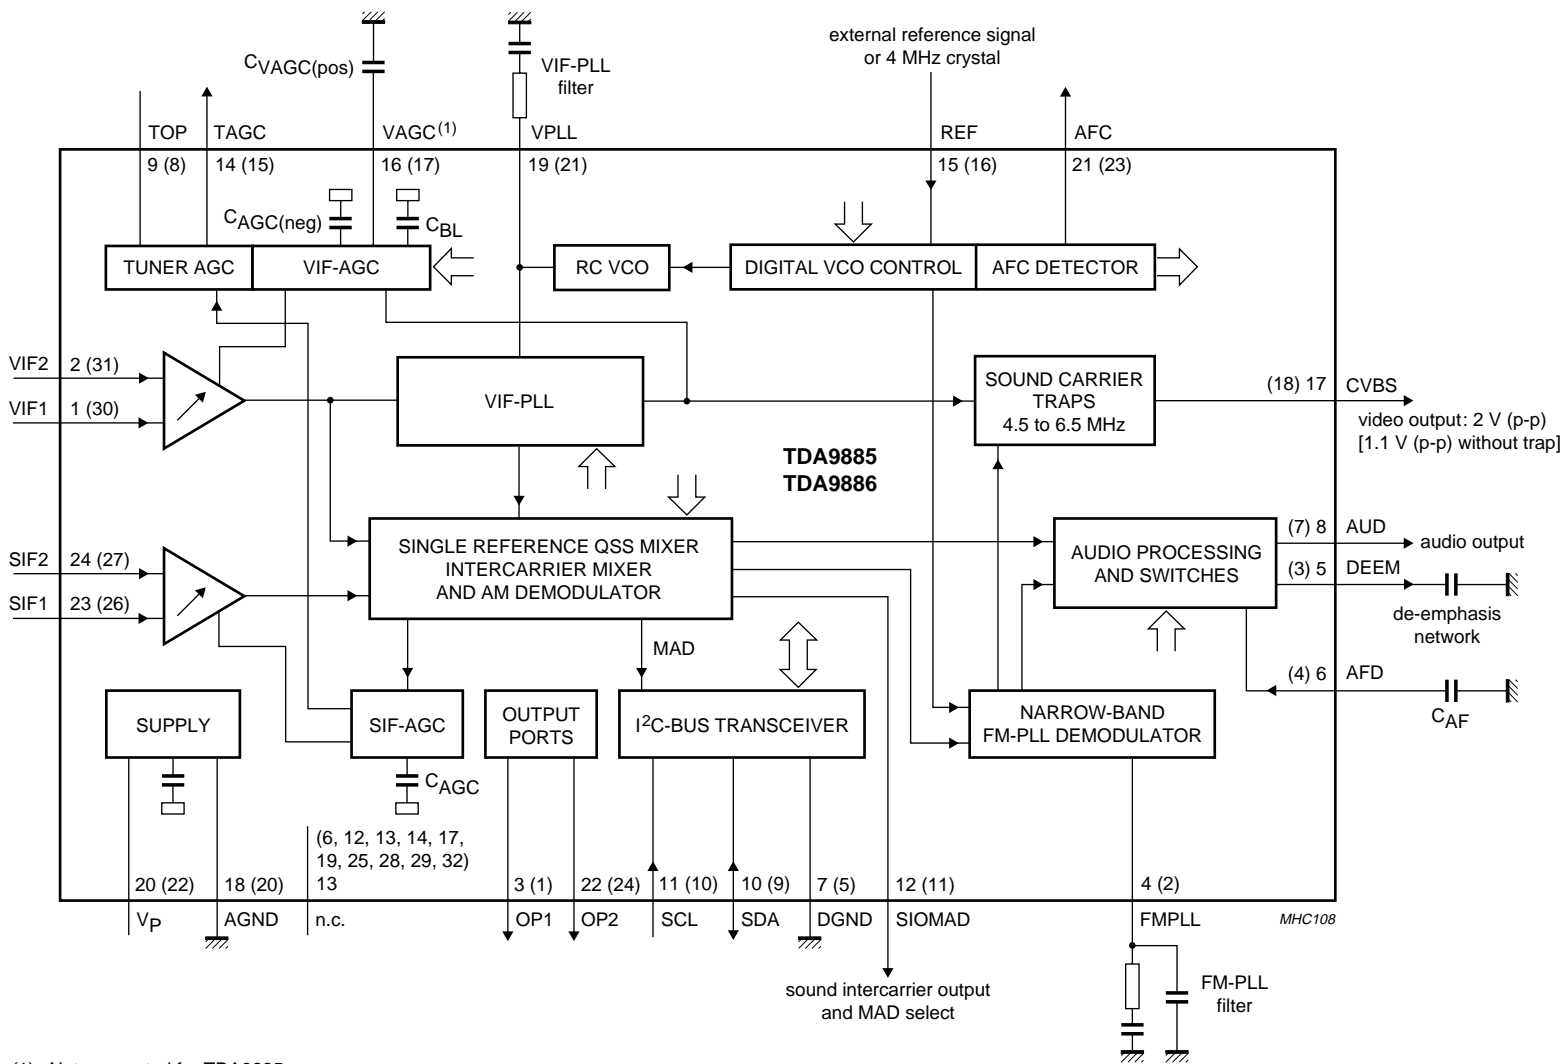 external reference signal
or 4 MHz crystal
CVAGC(pos)
VIF-PLL
filter
TOP
TAGC
VAGC(1)
VPLL
REF
AFC
9 (8)
14 (15)
16 (17)
19 (21)
15 (16)
21 (23)
CAGC(neg)
CBL
TUNER AGC
VIF-AGC
RC VCO
DIGITAL VCO CONTROL
AFC DETECTOR
VIF2
2 (31)
VIF1
1 (30)
VIF-PLL
SOUND CARRIER
TRAPS
4.5 to 6.5 MHz
(18) 17
CVBS
video output: 2 V (p-p)
[1.1 V (p-p) without trap]
TDA9885
TDA9886
SIF2
24 (27)
SIF1
23 (26)
SINGLE REFERENCE QSS MIXER
INTERCARRIER MIXER
AND AM DEMODULATOR
AUDIO PROCESSING
AND SWITCHES
(7) 8
AUD
audio output
(3) 5
DEEM
de-emphasis
network
MAD
(4) 6
AFD
CAF
SUPPLY
SIF-AGC
OUTPUT
PORTS
I2C-BUS TRANSCEIVER
NARROW-BAND
FM-PLL DEMODULATOR
CAGC
(6, 12, 13, 14, 17,
19, 25, 28, 29, 32)
20 (22)
18 (20)
13
3 (1)
22 (24)
11 (10)
10 (9)
7 (5)
12 (11)
4 (2)
VP
AGND
n.c.
OP1
OP2
SCL
SDA
DGND
SIOMAD
FMPLL
MHC108
sound intercarrier output
and MAD select
FM-PLL
filter